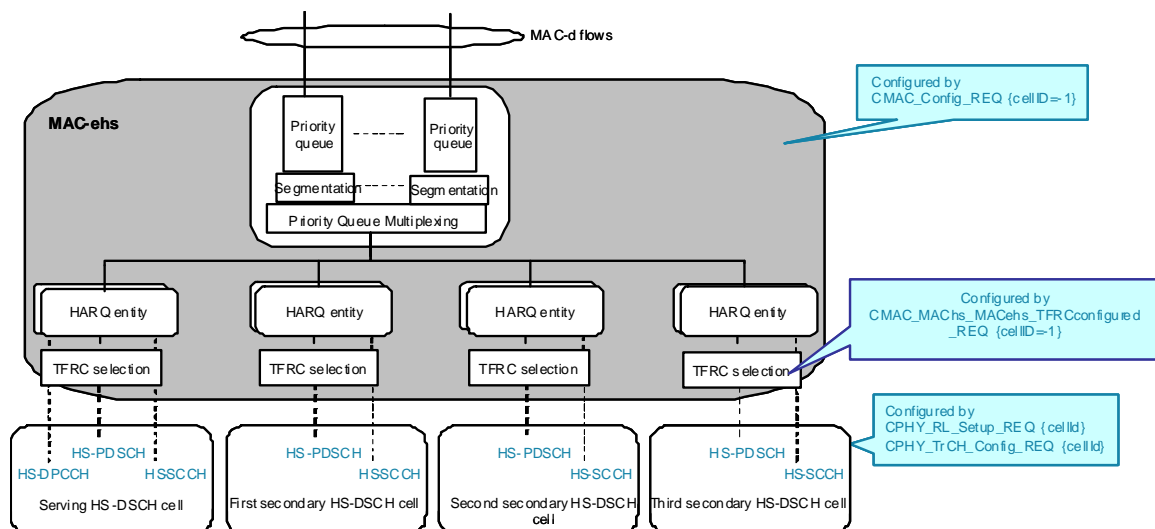 MAC-d flows
Configured by
CMAC_Config_REQ {cellID=-1}
MAC-ehs
Priority
queue
Priority
queue
Segmentation
Segmentation
Priority Queue Multiplexing
HARQ entity
HARQ entity
HARQ entity
HARQ entity
Configured by
CMAC_MAChs_MACehs_TFRCconfigured
_REQ {cellID=-1}
TFRC selection
TFRC selection
TFRC selection
TFRC selection
Configured by
CPHY_RL_Setup_REQ {cellId}
CPHY_TrCH_Config_REQ {cellId}
HS-PDSCH
HS-DPCCH
HSSCCH
Serving HS-DSCH cell
HS-PDSCH
HSSCCH
First secondary HS-DSCH cell
HS-PDSCH
HS-SCCH
Second secondary HS-DSCH
cell
HS-PDSCH
HS-SCCH
Third secondary HS-DSCH cell